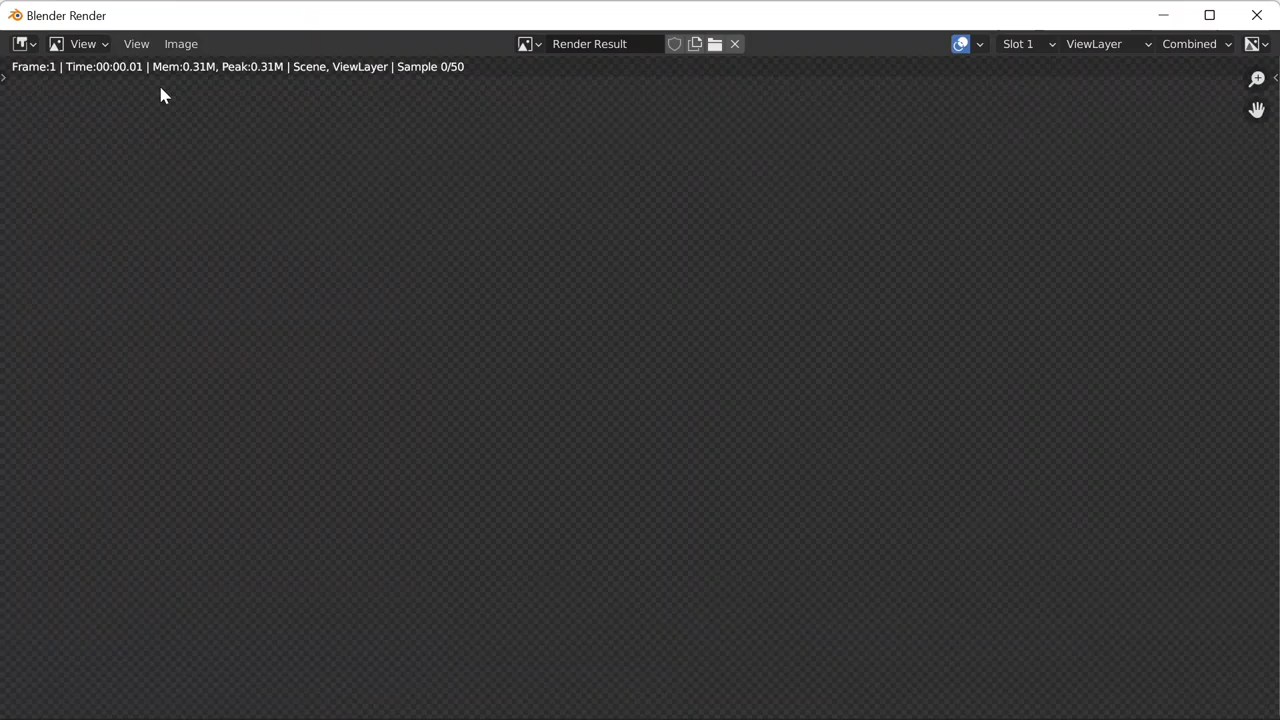 Blender Render
View View Image Render Result Slot 1 ViewLayer Combined
Frame:1 | Time:00:00.01 | Mem:0.31M, Peak:0.31M | Scene, ViewLayer | Sample 0/50